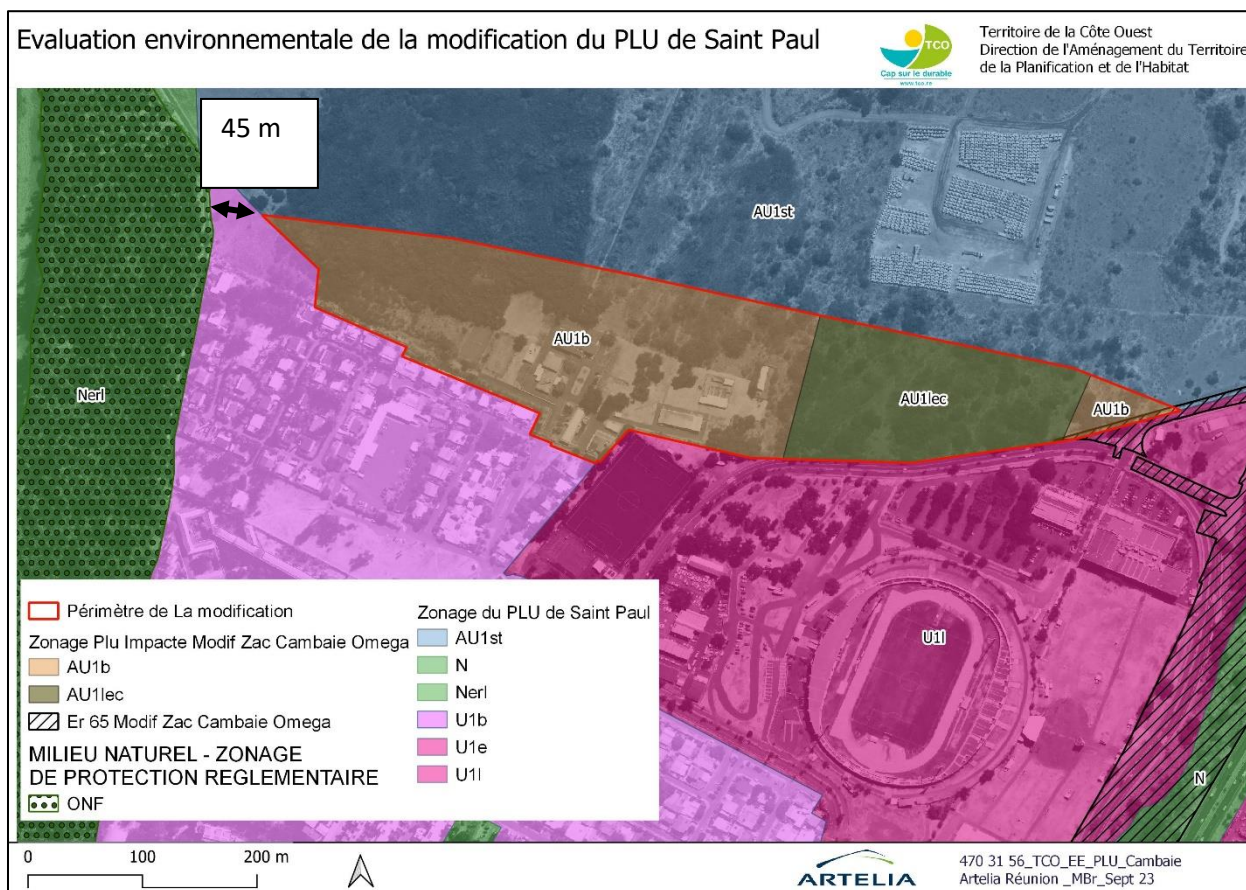 Evaluation environnementale de la modification du PLU de Saint Paul
TCO
Cap sur le durable
www.tco.re
Territoire de la Côte Ouest
Direction de l'Aménagement du Territoire
de la Planification et de l'Habitat
45 m
AU1st
AU1b
AU1lec
AU1b
Nerl
U1l
N
Périmètre de La modification
Zonage Plu Impacte Modif Zac Cambaie Omega
AU1b
AU1lec
Er 65 Modif Zac Cambaie Omega
MILIEU NATUREL - ZONAGE
DE PROTECTION REGLEMENTAIRE
ONF
Zonage du PLU de Saint Paul
AU1st
N
Nerl
U1b
U1e
U1l
0 100 200 m
ARTELIA
470 31 56_TCO_EE_PLU_Cambaie
Artelia Réunion _MBr_Sept 23